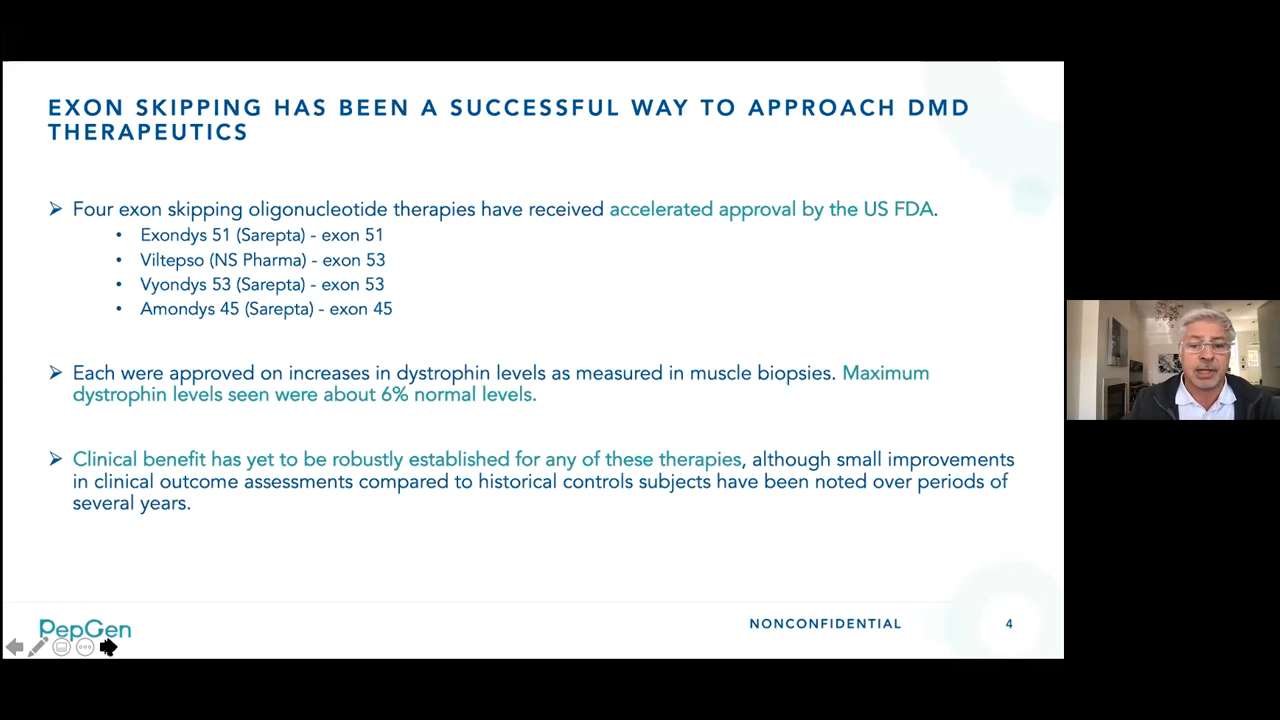 EXON SKIPPING HAS BEEN A SUCCESSFUL WAY TO APPROACH DMD
THERAPEUTICS
➢ Four exon skipping oligonucleotide therapies have received accelerated approval by the US FDA.
• Exondys 51 (Sarepta) - exon 51
• Viltepso (NS Pharma) - exon 53
• Vyondys 53 (Sarepta) - exon 53
• Amondys 45 (Sarepta) - exon 45
➢ Each were approved on increases in dystrophin levels as measured in muscle biopsies. Maximum
dystrophin levels seen were about 6% normal levels.
➢ Clinical benefit has yet to be robustly established for any of these therapies, although small improvements
in clinical outcome assessments compared to historical controls subjects have been noted over periods of
several years.
PepGen
NONCONFIDENTIAL
4